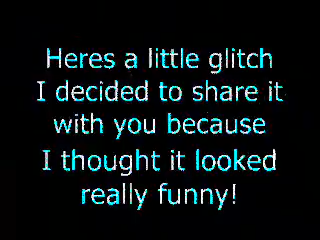 Heres a little glitch
I decided to share it
with you because
I thought it looked
really funny!